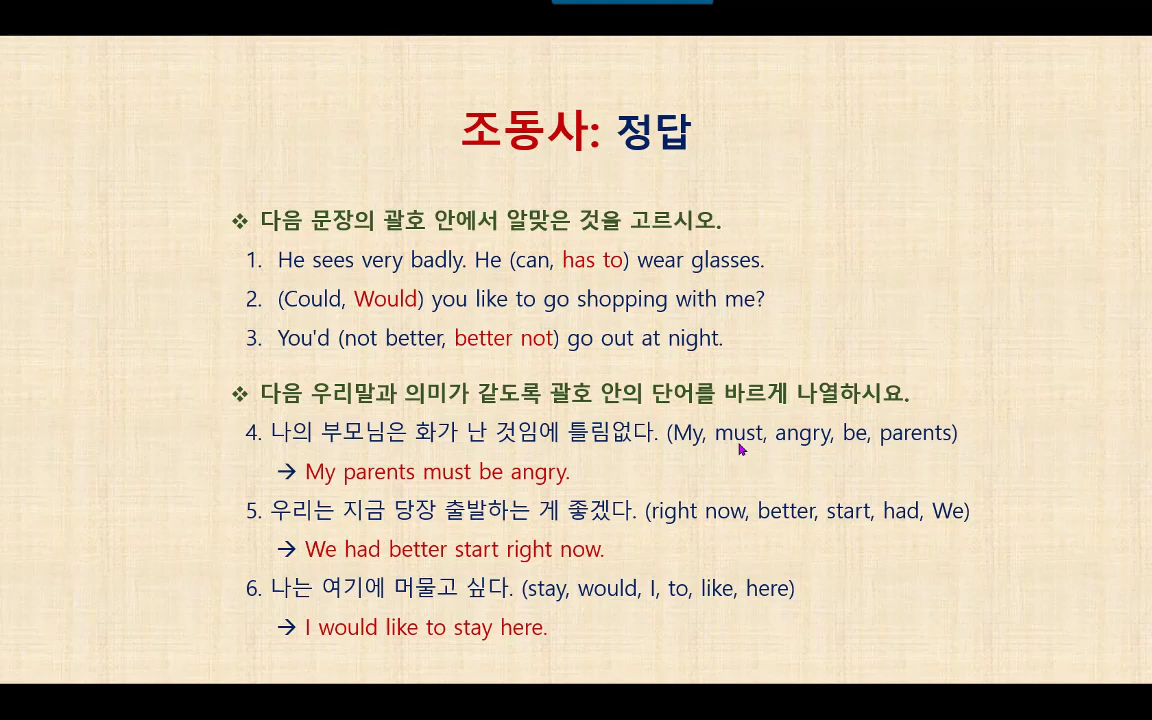 조동사: 정답
❖ 다음 문장의 괄호 안에서 알맞은 것을 고르시오.
1. He sees very badly. He (can, has to) wear glasses.
2. (Could, Would) you like to go shopping with me?
3. You'd (not better, better not) go out at night.
❖ 다음 우리말과 의미가 같도록 괄호 안의 단어를 바르게 나열하시요.
4. 나의 부모님은 화가 난 것임에 틀림없다. (My, must, angry, be, parents)
→ My parents must be angry.
5. 우리는 지금 당장 출발하는 게 좋겠다. (right now, better, start, had, We)
→ We had better start right now.
6. 나는 여기에 머물고 싶다. (stay, would, I, to, like, here)
→ I would like to stay here.